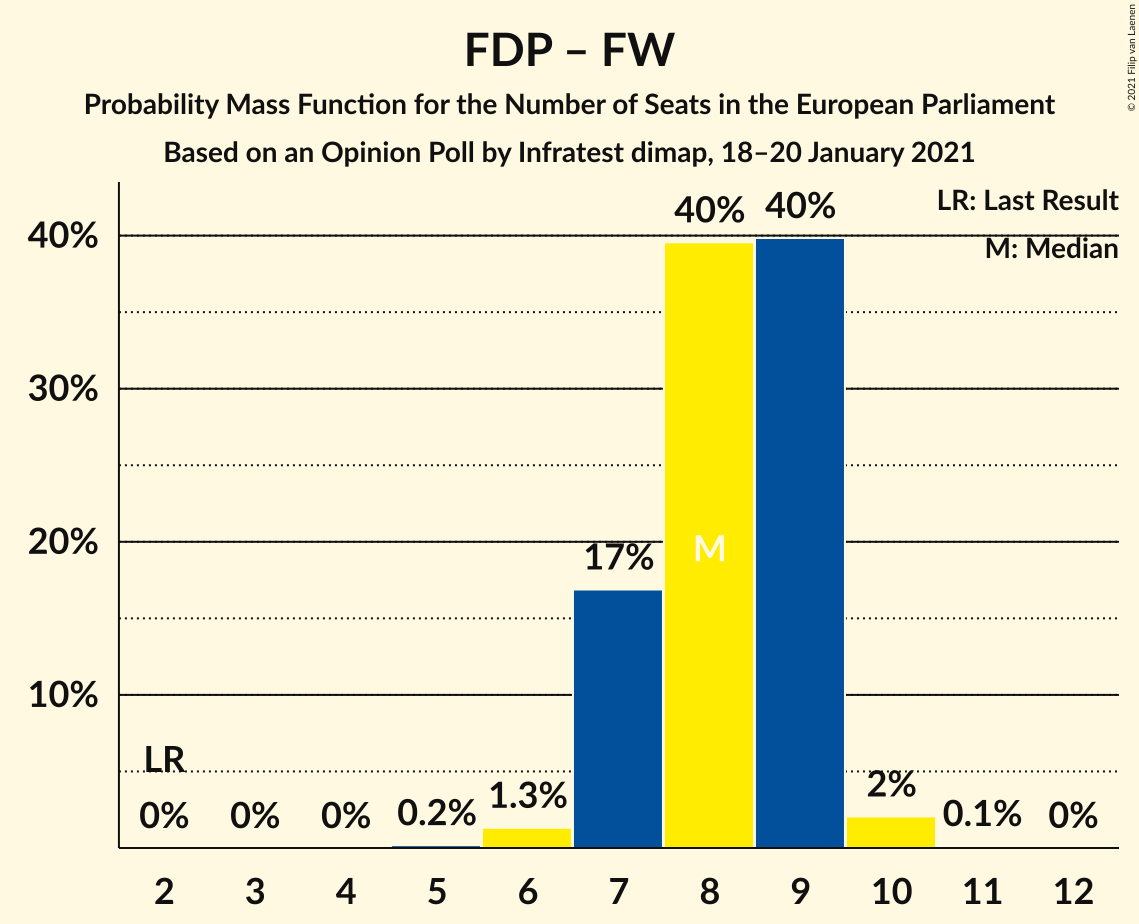 FDP – FW
Probability Mass Function for the Number of Seats in the European Parliament
Based on an Opinion Poll by Infratest dimap, 18–20 January 2021
© 2021 Filip van Laenen
LR: Last Result
M: Median
40%
30%
20%
10%
LR
0%
0%
0%
0.2%
1.3%
17%
40%
M
40%
2%
0.1%
0%
2 3 4 5 6 7 8 9 10 11 12